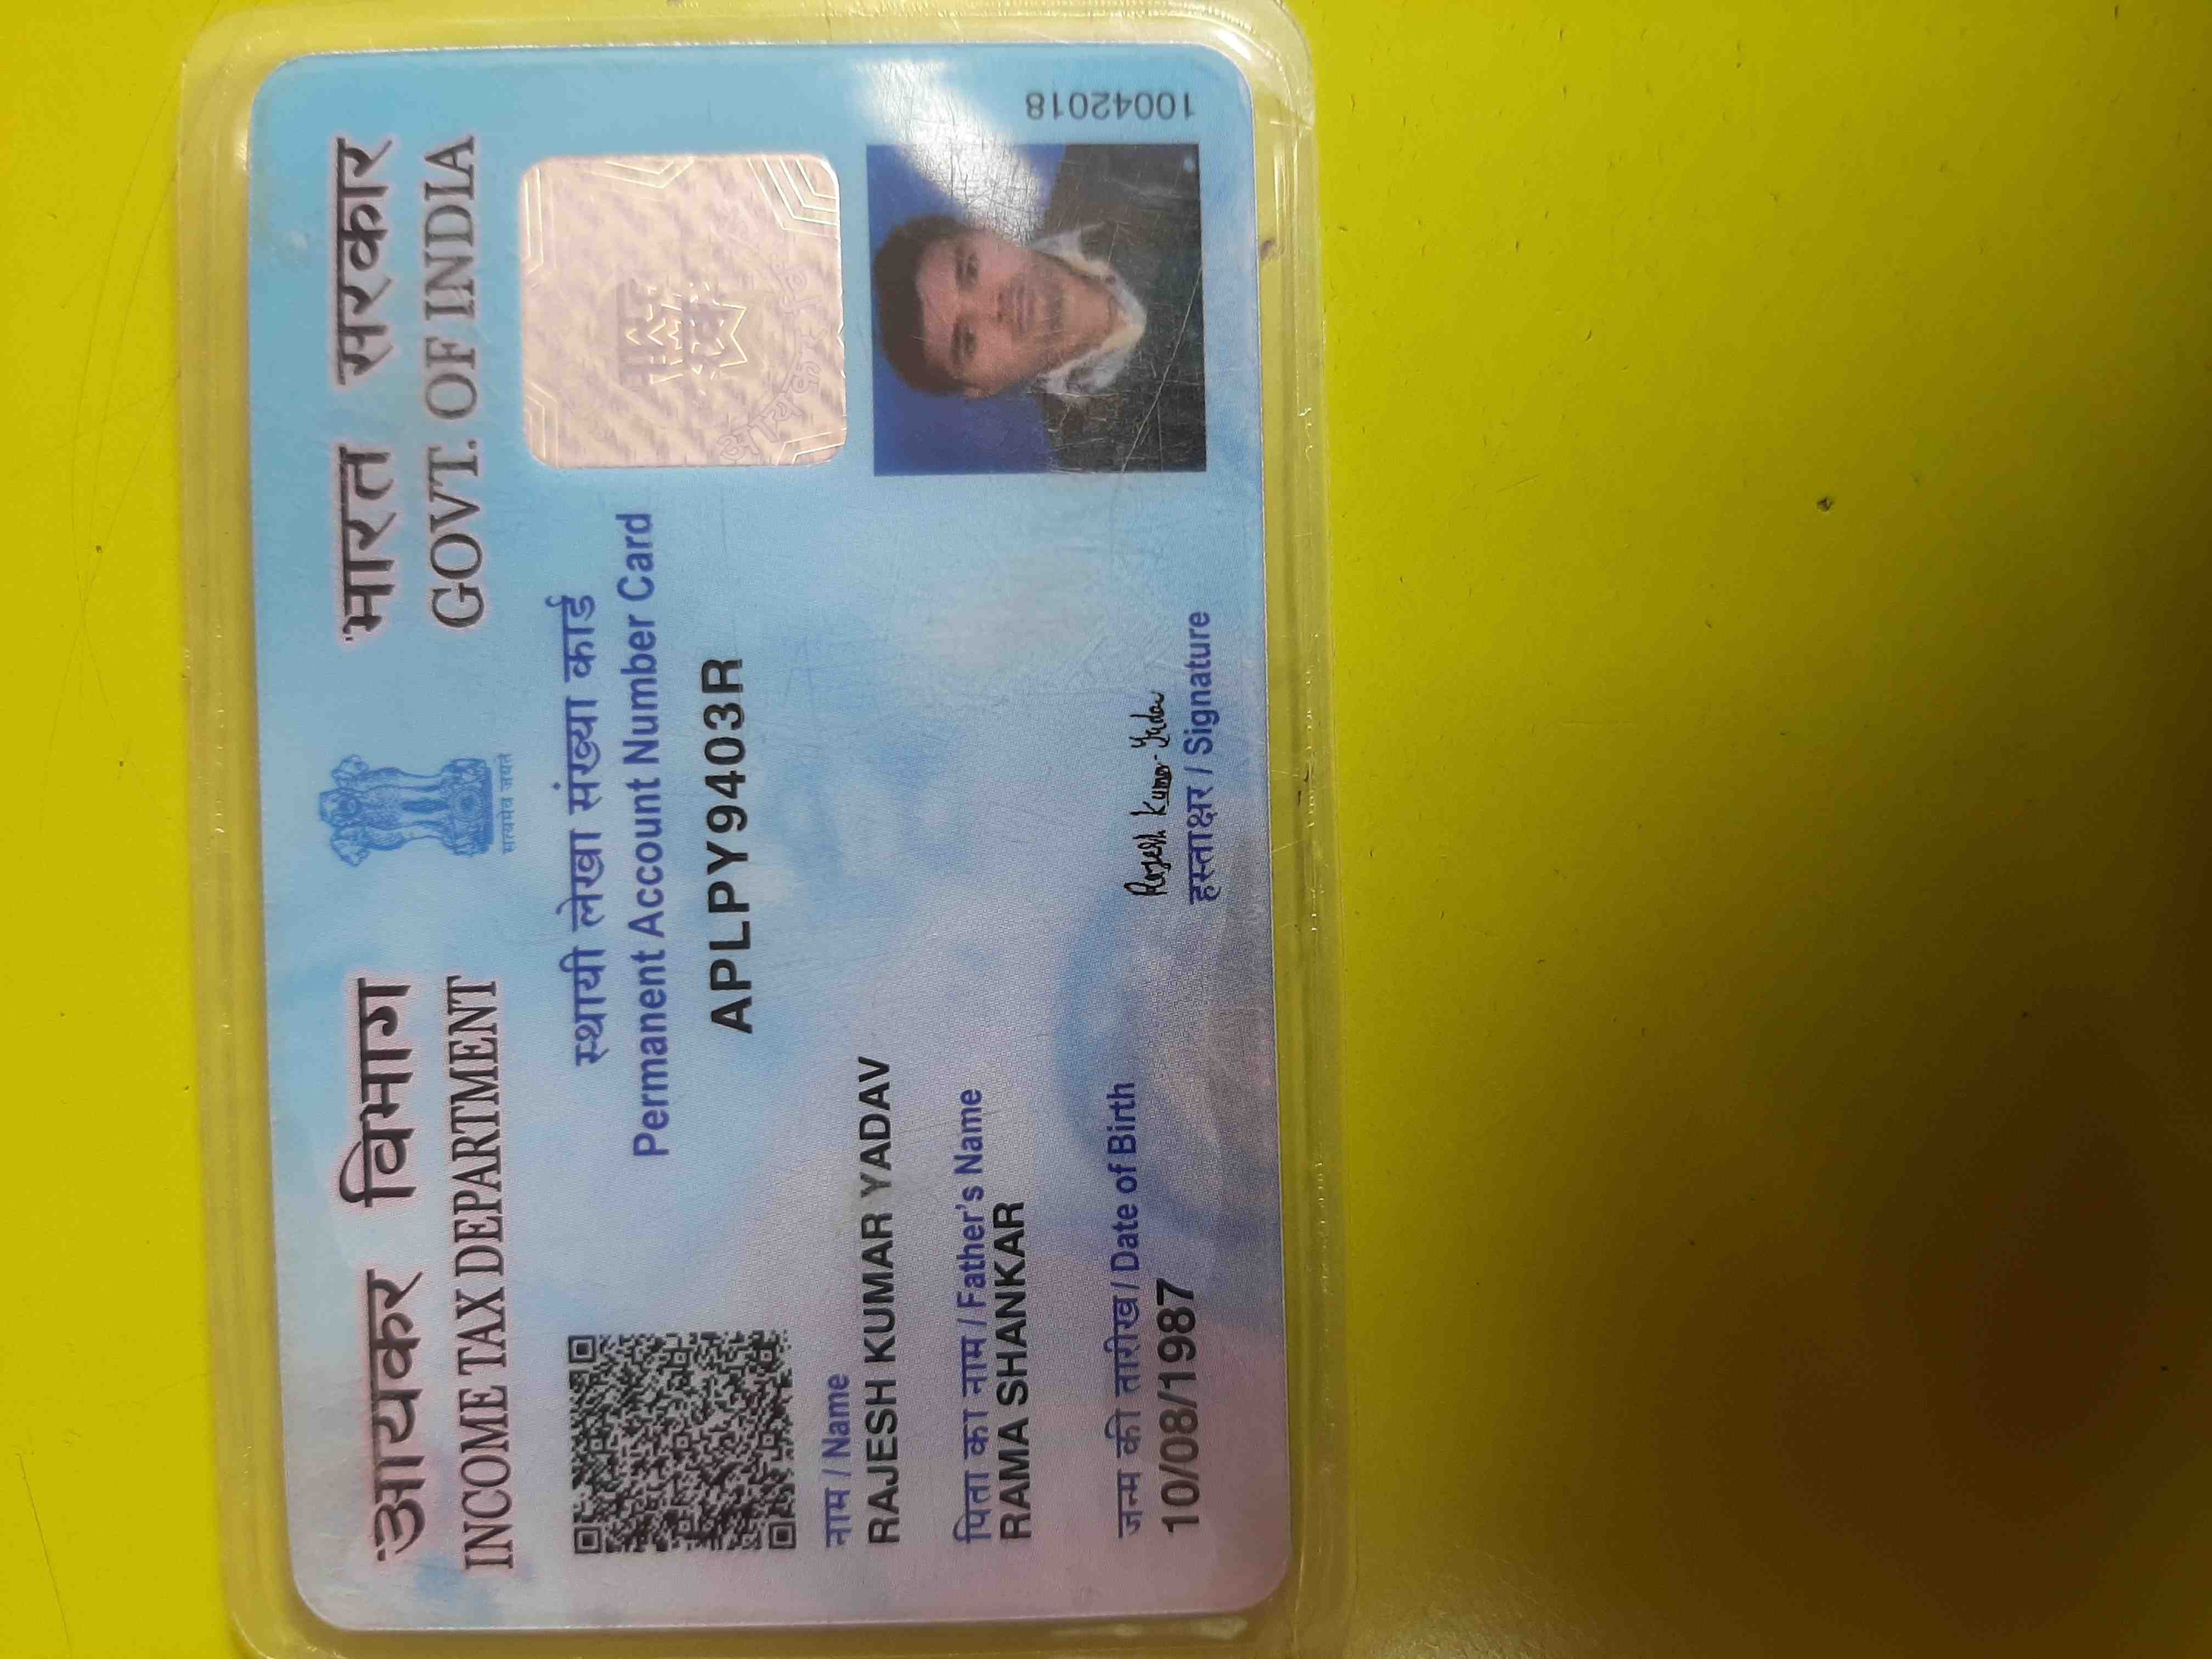 आयकर विभाग
INCOME TAX DEPARTMENT
सत्यमेव जयते
भारत सरकार
GOVT. OF INDIA
स्थायी लेखा संख्या कार्ड
Permanent Account Number Card
APLPY9403R
नाम / Name
RAJESH KUMAR YADAV
पिता का नाम / Father's Name
RAMA SHANKAR
जन्म की तारीख / Date of Birth
10/08/1987
Rajesh Kumar Yadav
हस्ताक्षर / Signature
10042018